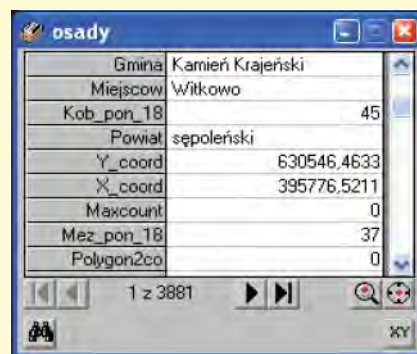 osady
Gmina Kamień Krajeński
Miejscow Witkowo
Kob_pon_18 45
Powiat sępoleński
Y_coord 630546,4633
X_coord 395776,5211
Maxcount 0
Mez_pon_18 37
Polygon2co 0
1 z 3881
XY